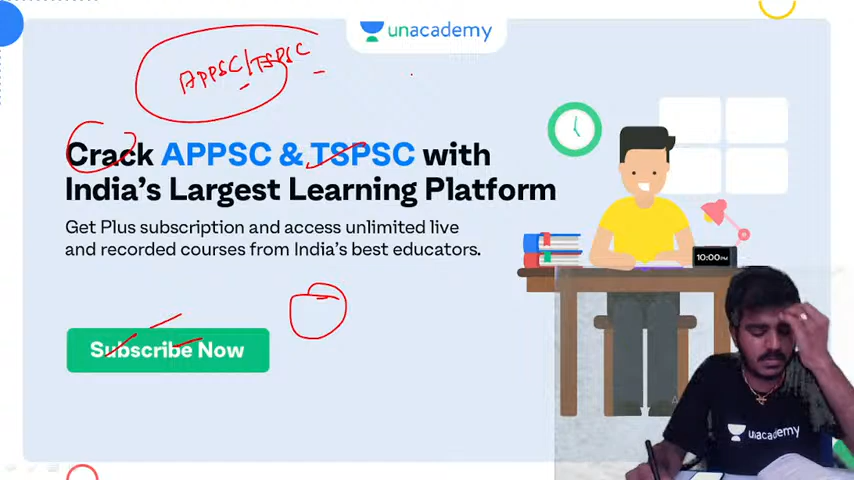 unacademy
APPSC/TSPSC
Crack APPSC & TSPSC with
India's Largest Learning Platform
Get Plus subscription and access unlimited live
and recorded courses from India's best educators.
10:00PM
Subscribe Now
unacademy